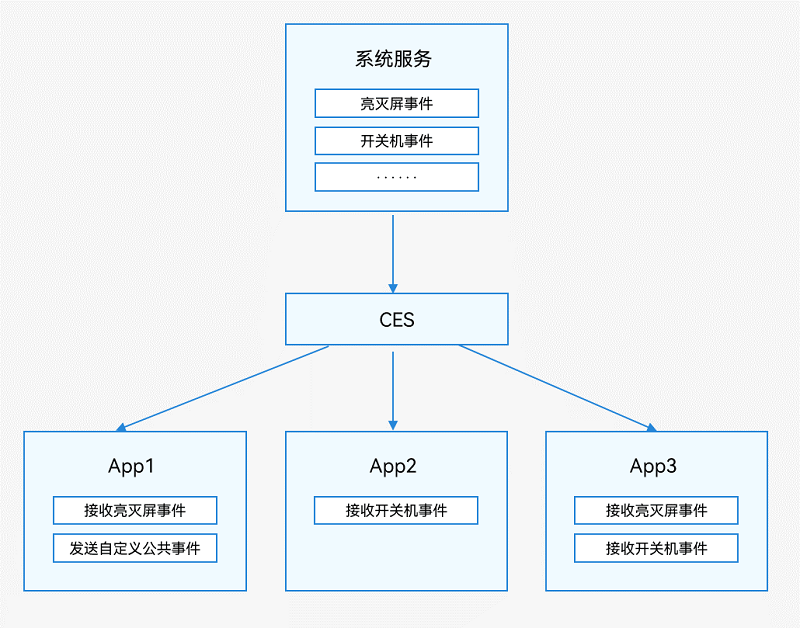 系统服务
亮灭屏事件
开关机事件
······
CES
App1
接收亮灭屏事件
发送自定义公共事件
App2
接收开关机事件
App3
接收亮灭屏事件
接收开关机事件